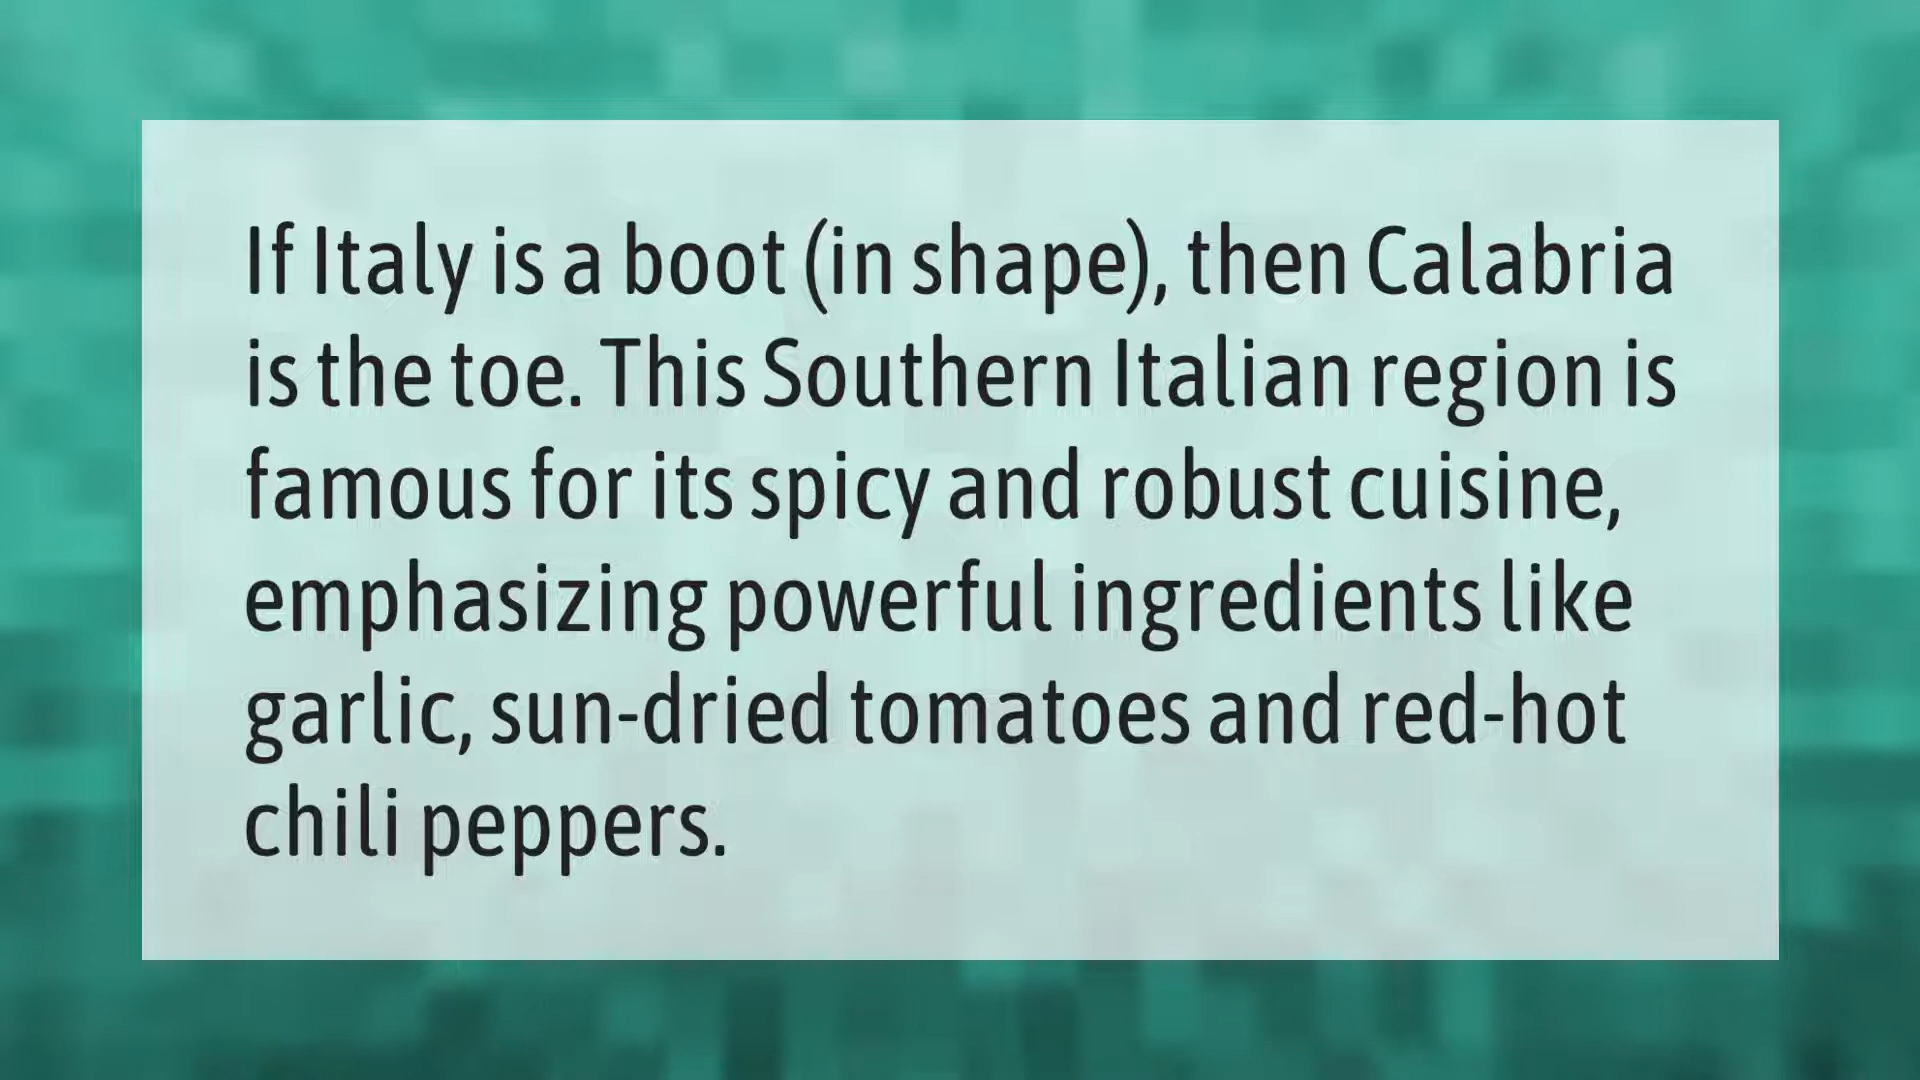 If Italy is a boot (in shape), then Calabria
is the toe. This Southern Italian region is
famous for its spicy and robust cuisine,
emphasizing powerful ingredients like
garlic, sun-dried tomatoes and red-hot
chili peppers.